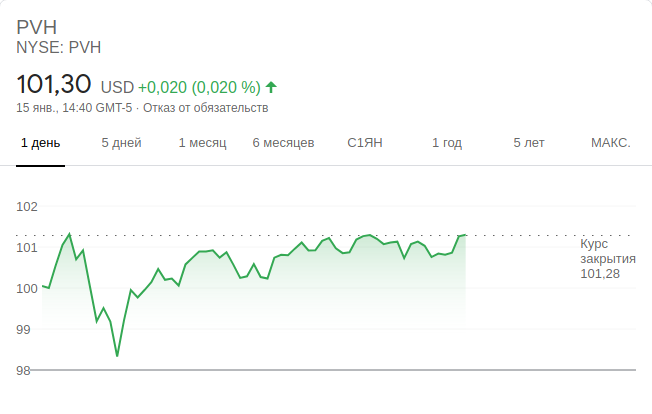 PVH
NYSE: PVH
101,30 USD +0,020 (0,020 %)
15 янв., 14:40 GMT-5 · Отказ от обязательств
1 день 5 дней 1 месяц 6 месяцев С1ЯН 1 год 5 лет МАКС.
102
101
100
99
98
Курс
закрытия
101,28